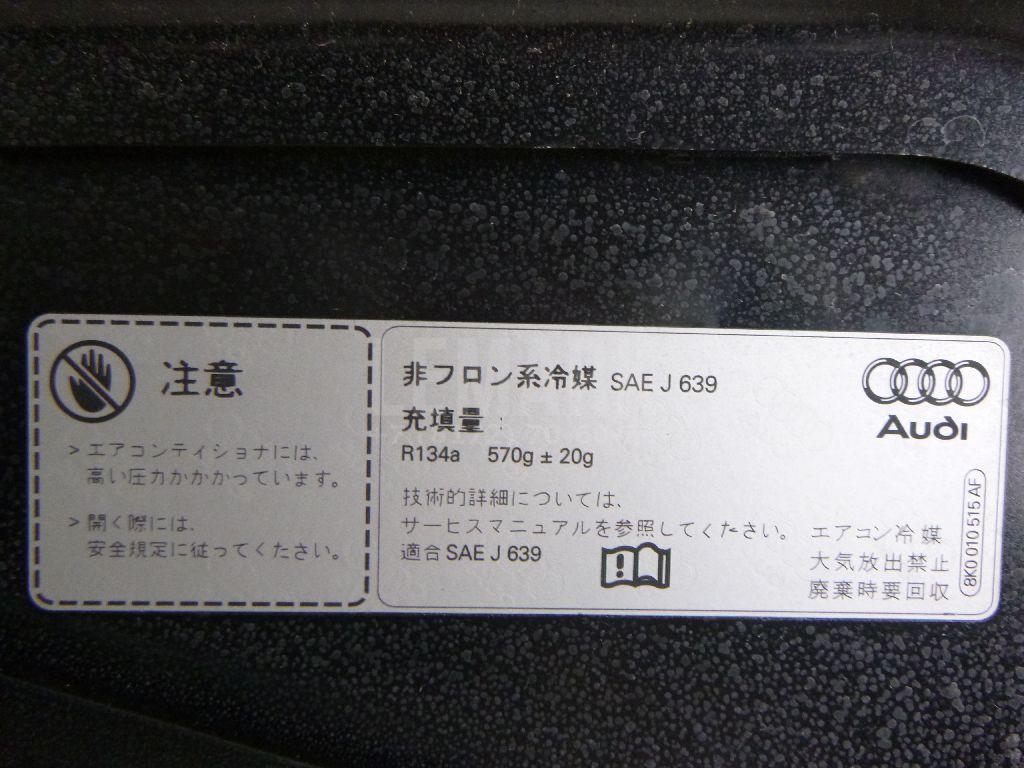 注意
> エアコンディショナには、
高い圧力がかかっています。
> 開く際には、
安全規定に従ってください。
非フロン系冷媒 SAE J 639
充填量：
R134a 570g ± 20g
技術的詳細については、
サービスマニュアルを参照してください。
適合 SAE J 639
Audi
エアコン冷媒
大気放出禁止
廃棄時要回収
8K0 010 515 AF